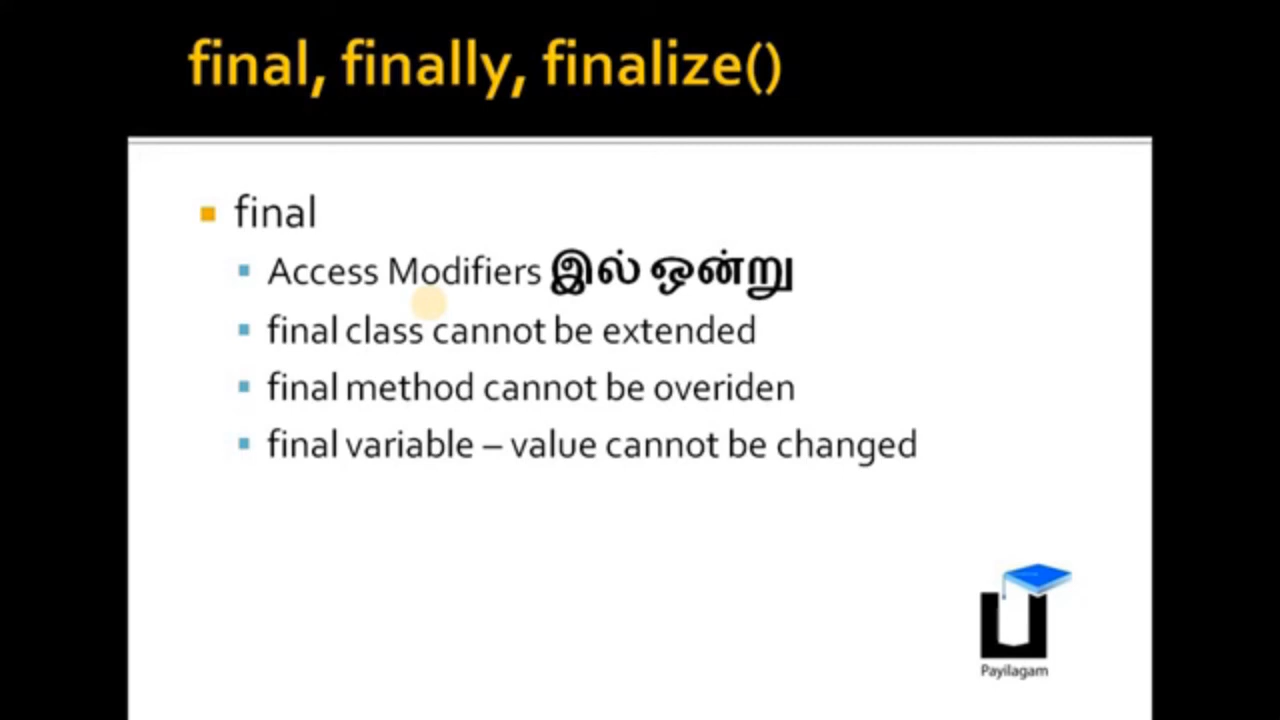 final, finally, finalize()
final
Access Modifiers இல் ஒன்று
final class cannot be extended
final method cannot be overiden
final variable – value cannot be changed
Payilagam